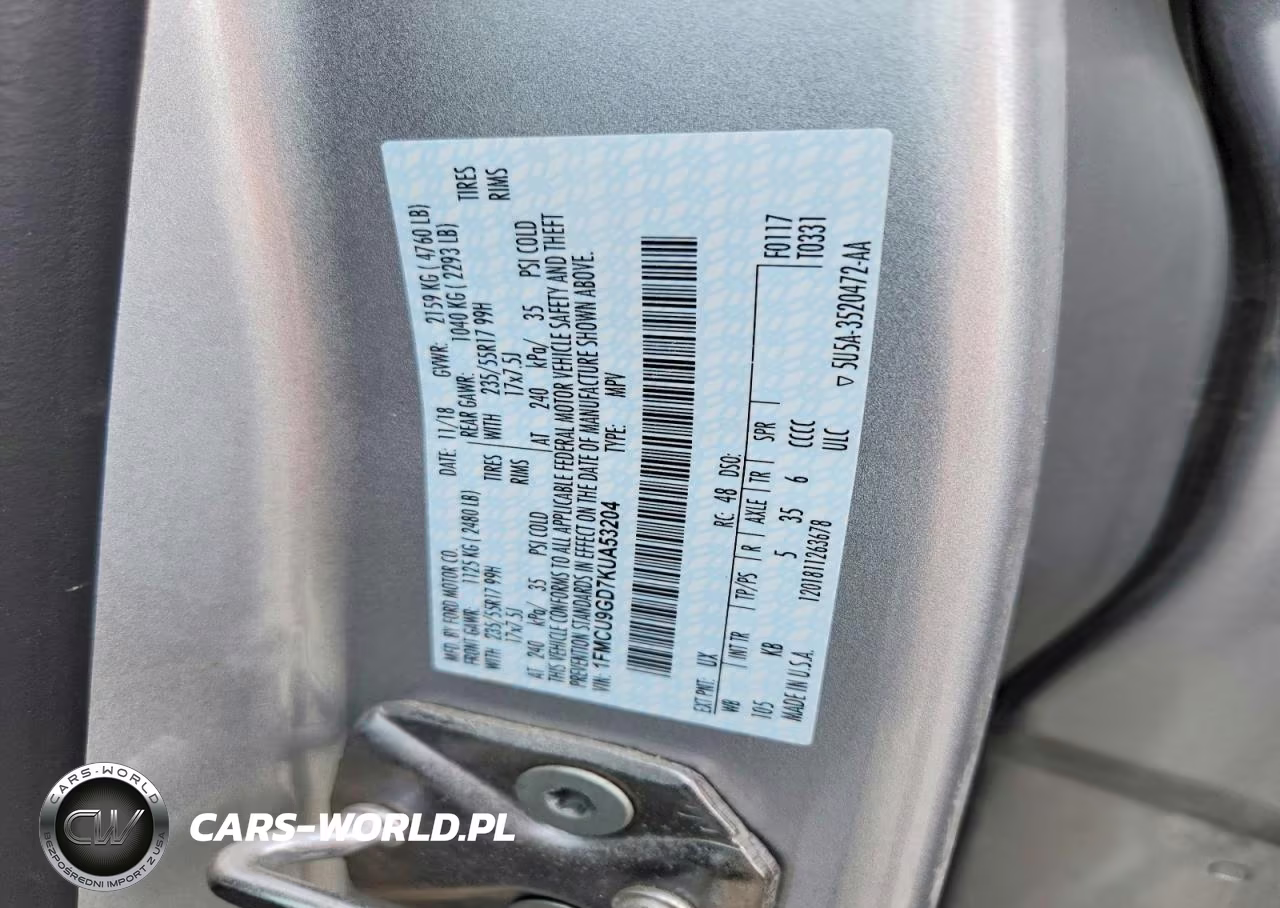 MFD. BY FORD MOTOR CO. DATE: 11/18 GVWR: 2159 KG ( 4760 LB)
FRONT GAWR: 1125 KG ( 2480 LB) REAR GAWR: 1040 KG ( 2293 LB)
WITH 235/55R17 99H TIRES WITH 235/55R17 99H TIRES
17x7.5J RIMS 17x7.5J RIMS
AT 240 kPa/ 35 PSI COLD AT 240 kPa/ 35 PSI COLD
THIS VEHICLE CONFORMS TO ALL APPLICABLE FEDERAL MOTOR VEHICLE SAFETY AND THEFT
PREVENTION STANDARDS IN EFFECT ON THE DATE OF MANUFACTURE SHOWN ABOVE.
VIN: 1FMCU9GD7KUA53204 TYPE: MPV
EXT PNT: UX RC: 48 DSO:
WB INT TR TP/PS R AXLE TR SPR F0117
105 KB 5 35 6 CCCC T0331
MADE IN U.S.A. 1201811263678 ULC
▽ 5U5A-3520472-AA
CARS-WORLD
CW
BEZPOŚREDNI IMPORT Z USA
CARS-WORLD.PL